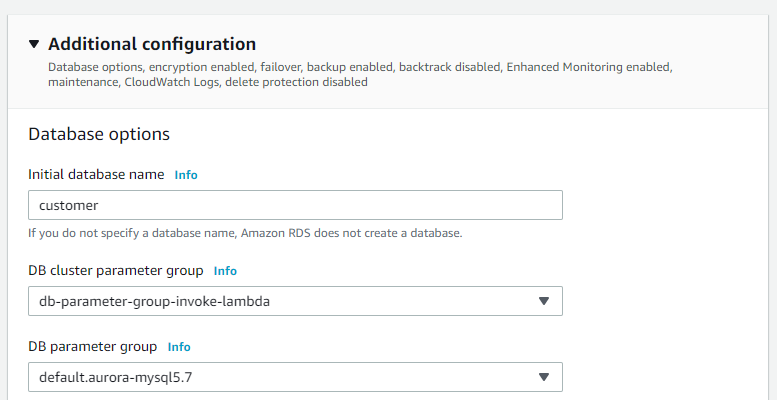 Additional configuration
Database options, encryption enabled, failover, backup enabled, backtrack disabled, Enhanced Monitoring enabled,
maintenance, CloudWatch Logs, delete protection disabled
Database options
Initial database name Info
customer
If you do not specify a database name, Amazon RDS does not create a database.
DB cluster parameter group Info
db-parameter-group-invoke-lambda
DB parameter group Info
default.aurora-mysql5.7